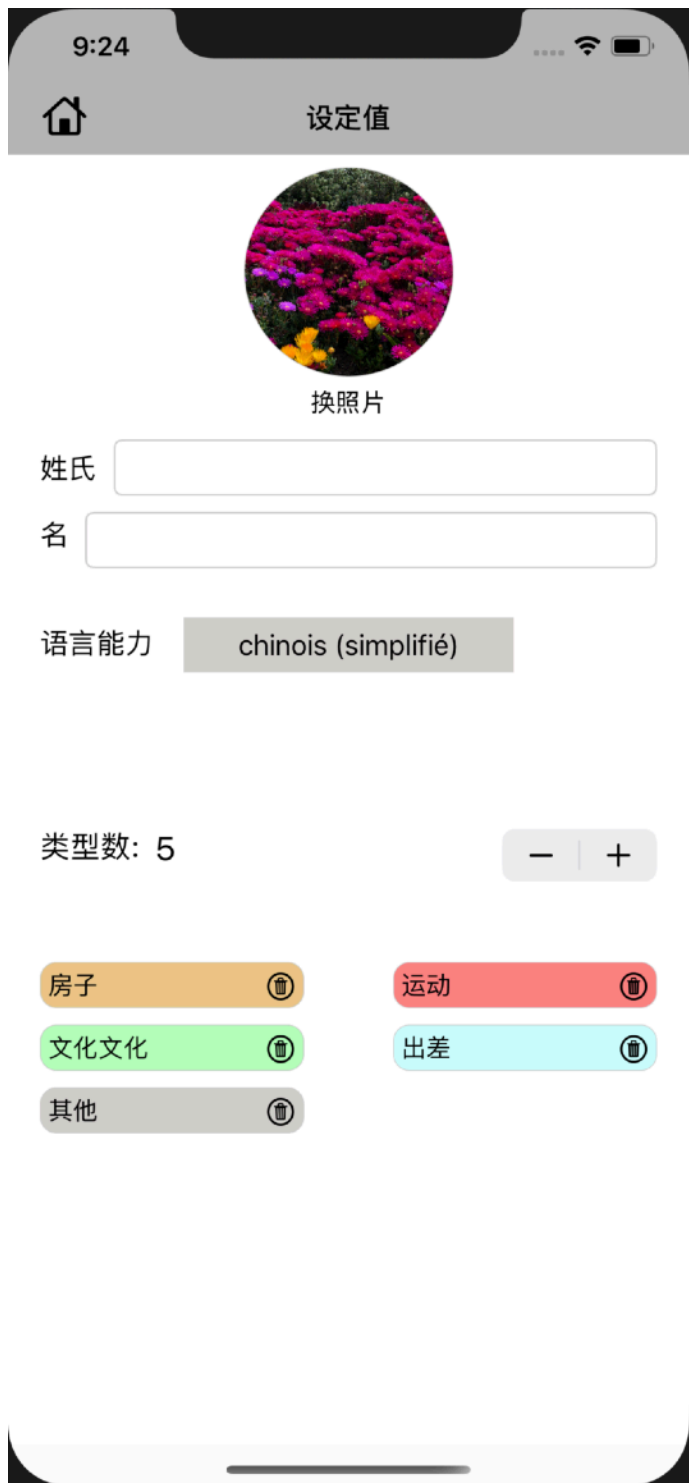 9:24
设定值
换照片
姓氏
名
语言能力 chinois (simplifié)
类型数: 5
房子 运动
文化文化 出差
其他